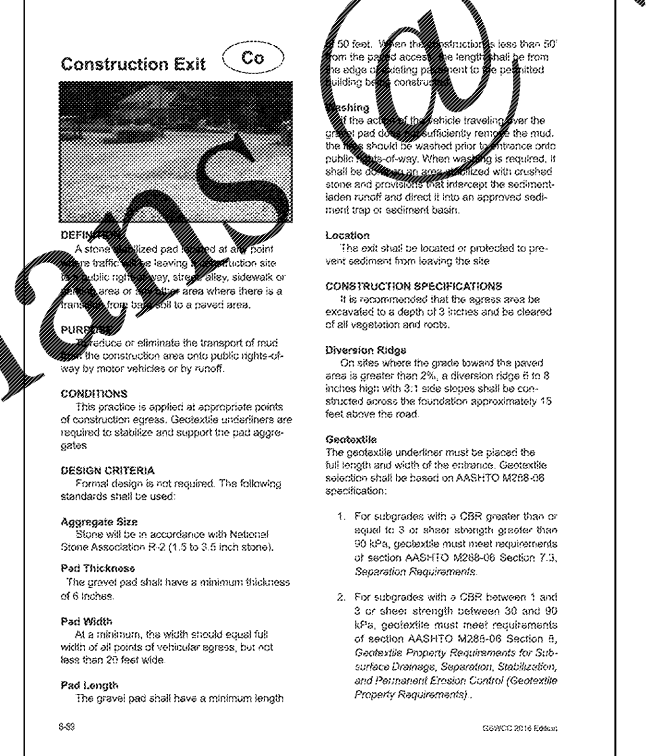 Construction Exit
Co
DEFINITION
A stone stabilized pad located at any point
where traffic will be leaving a construction site
to a public right-of-way, street, alley, sidewalk or
parking area or any other area where there is a
transition from bare soil to a paved area.
PURPOSE
To reduce or eliminate the transport of mud
from the construction area onto public rights-of-
way by motor vehicles or by runoff.
CONDITIONS
This practice is applied at appropriate points
of construction egress. Geotextile underliners are
required to stabilize and support the pad aggre-
gates
DESIGN CRITERIA
Formal design is not required. The following
standards shall be used:
Aggregate Size
Stone will be in accordance with National
Stone Association R-2 (1.5 to 3.5 inch stone).
Pad Thickness
The gravel pad shall have a minimum thickness
of 6 inches.
Pad Width
At a minimum, the width should equal full
width of all points of vehicular egress, but not
less than 20 feet wide.
Pad Length
The gravel pad shall have a minimum length
of 50 feet. When the construction is less than 50'
from the paved access, the length shall be from
the edge of existing pavement to the permitted
building being constructed.
Washing
If the action of the vehicle traveling over the
gravel pad does not sufficiently remove the mud,
the tires should be washed prior to entrance onto
public rights-of-way. When washing is required, it
shall be done on an area stabilized with crushed
stone and provisions that intercept the sediment-
laden runoff and direct it into an approved sedi-
ment trap or sediment basin.
Location
The exit shall be located or protected to pre-
vent sediment from leaving the site
CONSTRUCTION SPECIFICATIONS
It is recommended that the egress area be
excavated to a depth of 3 inches and be cleared
of all vegetation and roots.
Diversion Ridge
On sites where the grade toward the paved
area is greater than 2%, a diversion ridge 6 to 8
inches high with 3:1 side slopes shall be con-
structed across the foundation approximately 15
feet above the road.
Geotextile
The geotextile underliner must be placed the
full length and width of the entrance. Geotextile
selection shall be based on AASHTO M288-06
specification:
1. For subgrades with a CBR greater than or
equal to 3 or sheer strength greater than
90 kPa, geotextile must meet requirements
of section AASHTO M288-06 Section 7.3,
Separation Requirements.
2. For subgrades with a CBR between 1 and
3 or sheer strength between 30 and 90
kPa, geotextile must meet requirements
of section AASHTO M288-06 Section 8,
Geotextile Property Requirements for Sub-
surface Drainage, Separation, Stabilization,
and Permanent Erosion Control (Geotextile
Property Requirements).
GSWCC 2016 Edition
lans@